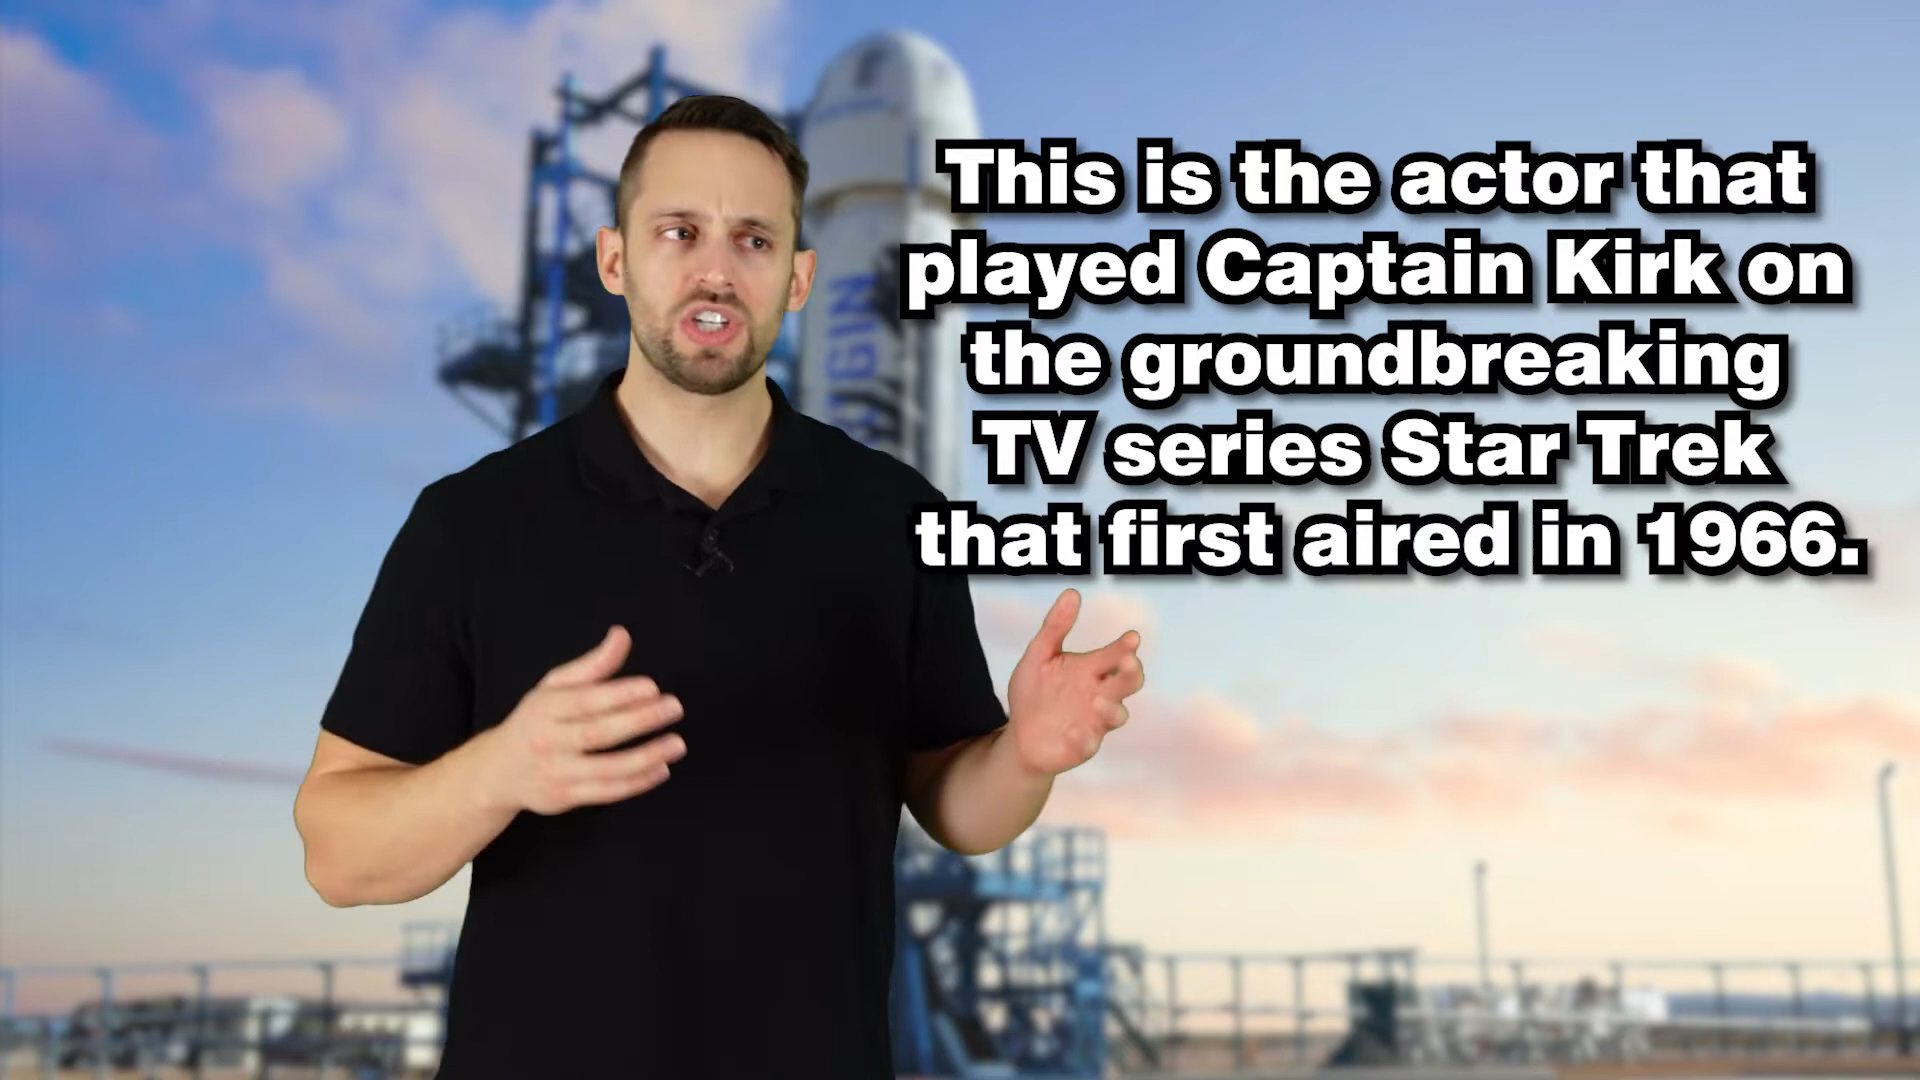 This is the actor that
played Captain Kirk on
the groundbreaking
TV series Star Trek
that first aired in 1966.